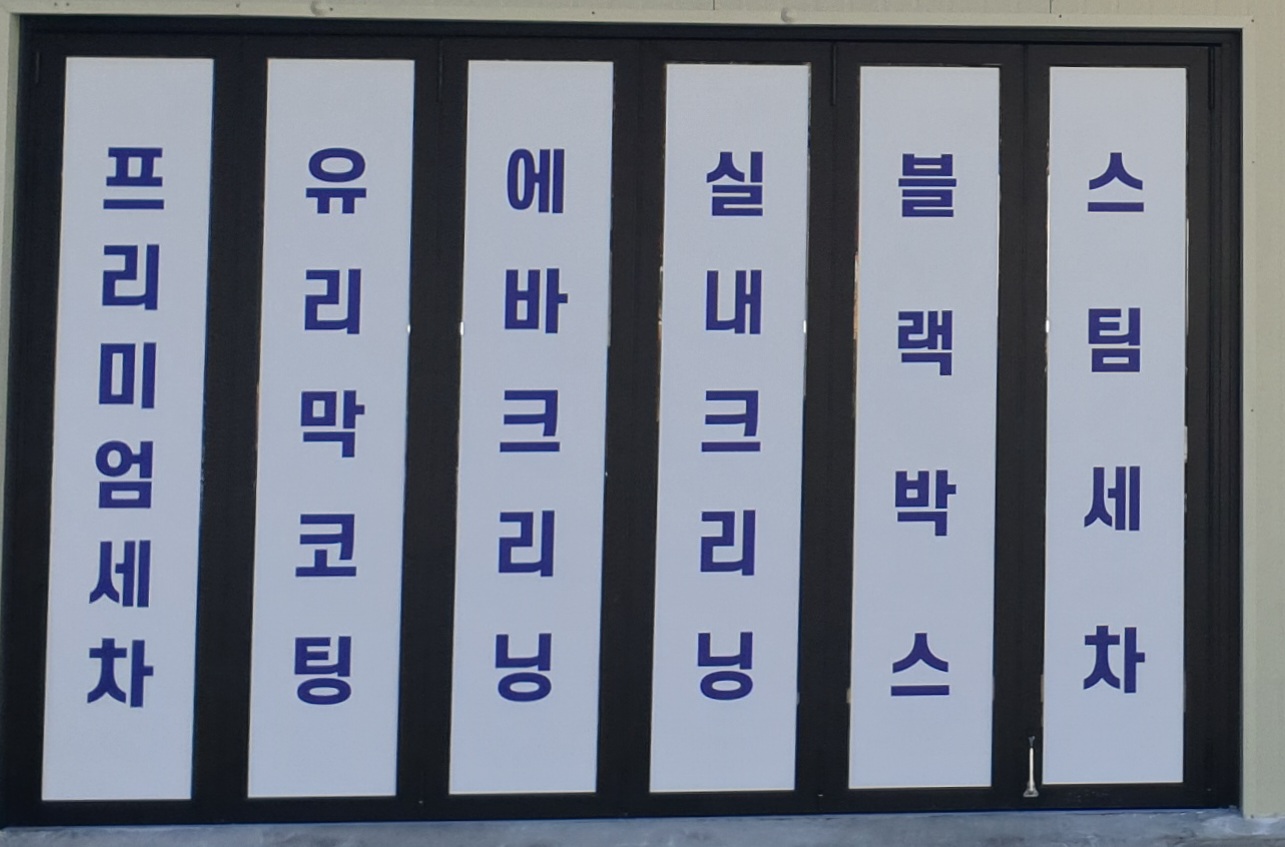 프리미엄세차
유리막코팅
에바크리닝
실내크리닝
블랙박스
스팀세차